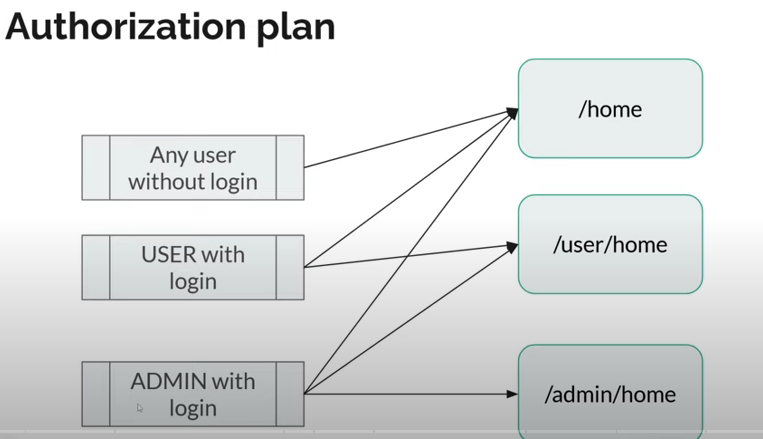 Authorization plan
/home
Any user
without login
USER with
login
/user/home
ADMIN with
login
/admin/home